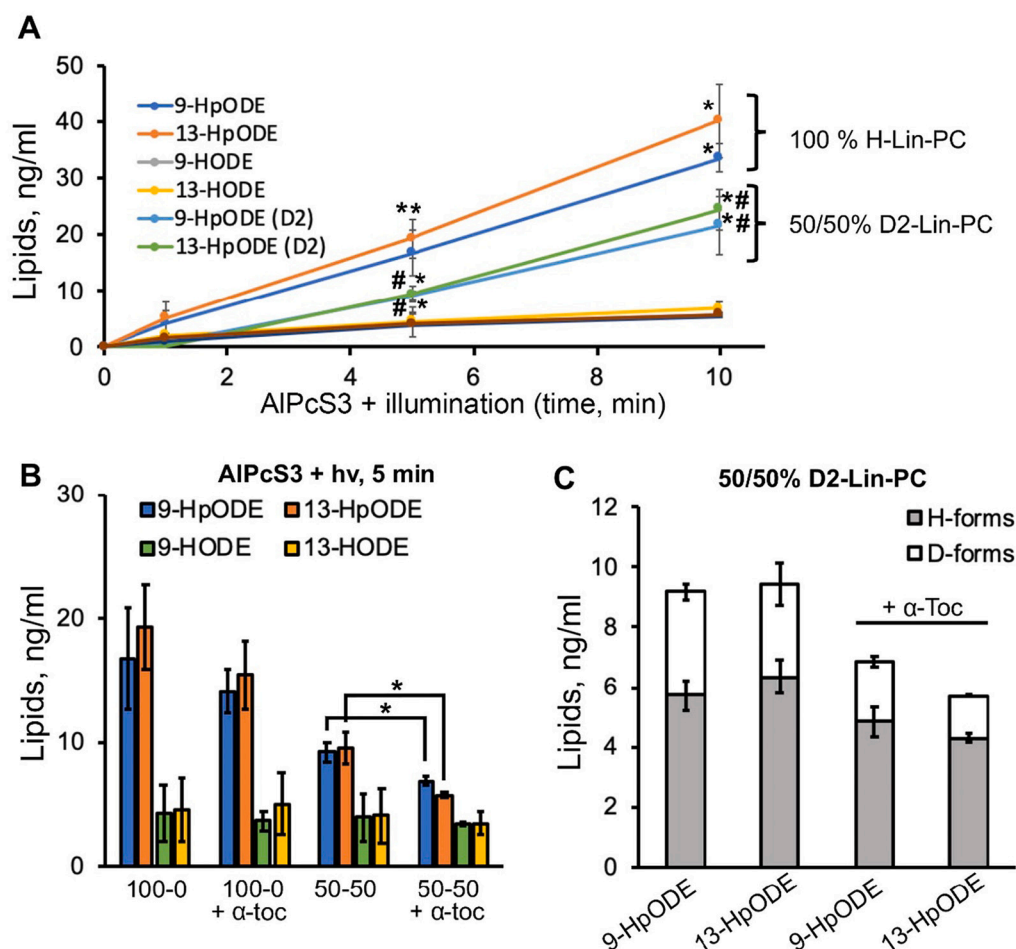 A
50
40
30
20
10
0
Lipids, ng/ml
9-HpODE
13-HpODE
9-HODE
13-HODE
9-HpODE (D2)
13-HpODE (D2)
**
# *
# *
*
*
*#
*#
100 % H-Lin-PC
50/50% D2-Lin-PC
0 2 4 6 8 10
AlPcS3 + illumination (time, min)
B
AlPcS3 + hv, 5 min
30
20
10
0
Lipids, ng/ml
9-HpODE 13-HpODE
9-HODE 13-HODE
*
*
100-0 100-0 50-50 50-50
+ α-toc + α-toc
C
50/50% D2-Lin-PC
12
10
8
6
4
2
0
Lipids, ng/ml
H-forms
D-forms
+ α-Toc
9-HpODE 13-HpODE 9-HpODE 13-HpODE